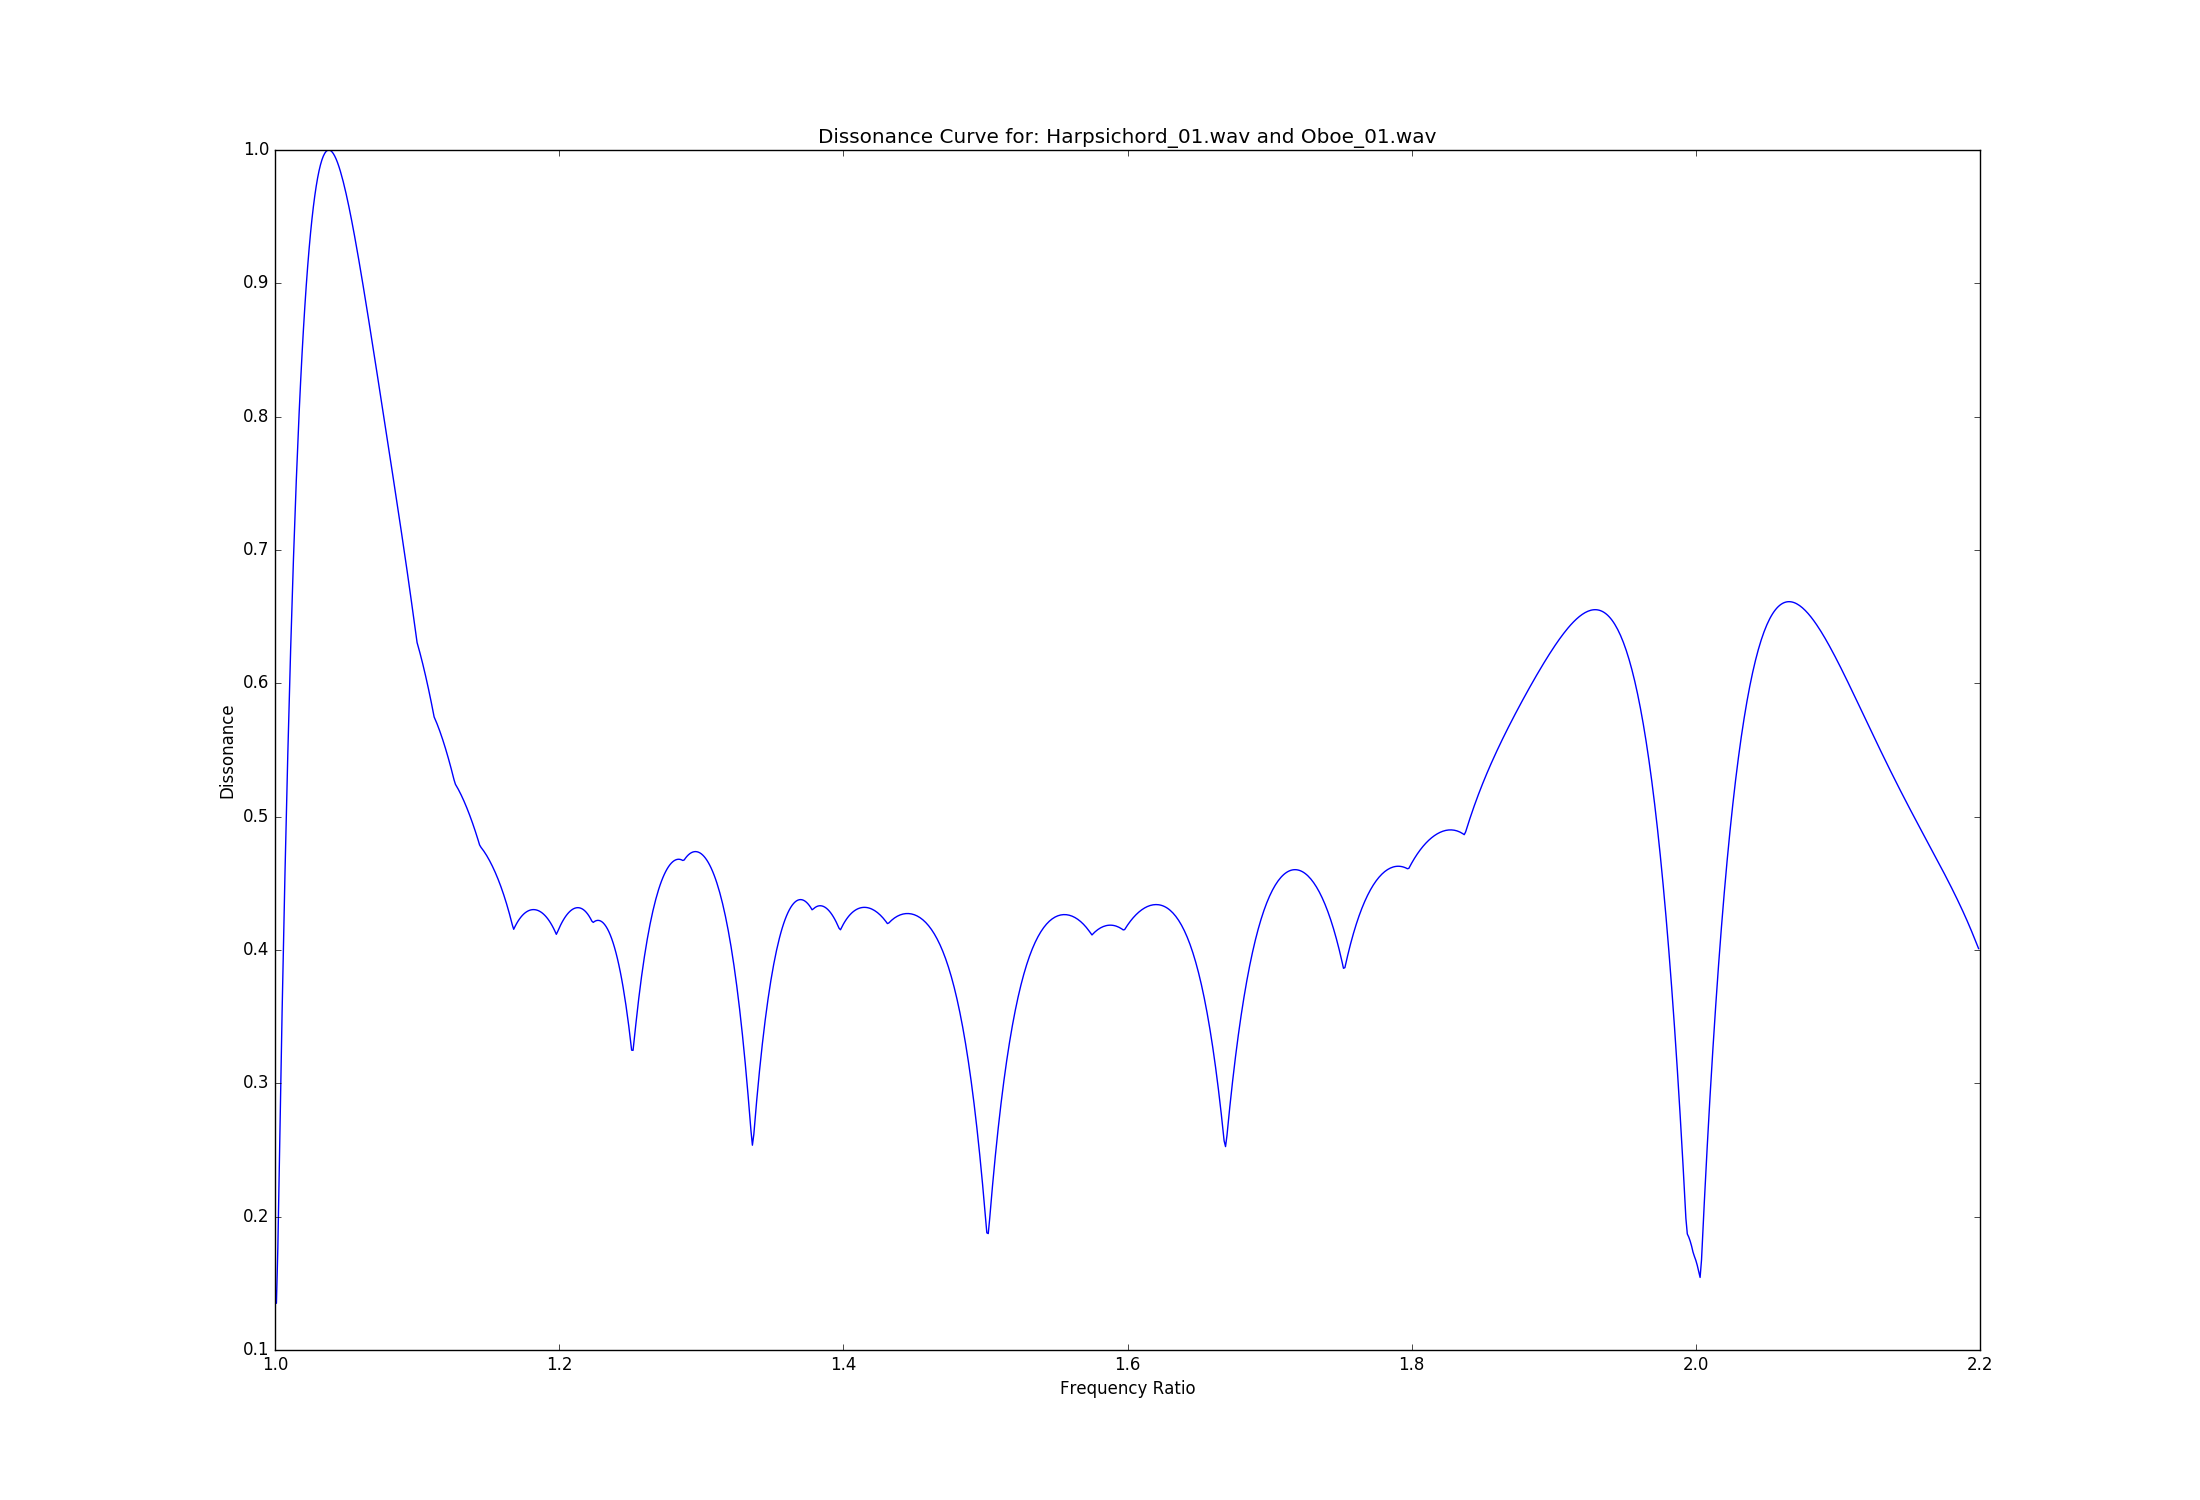 Dissonance Curve for: Harpsichord_01.wav and Oboe_01.wav
1.0
0.9
0.8
0.7
0.6
0.5
0.4
0.3
0.2
0.1
Dissonance
1.0 1.2 1.4 1.6 1.8 2.0 2.2
Frequency Ratio